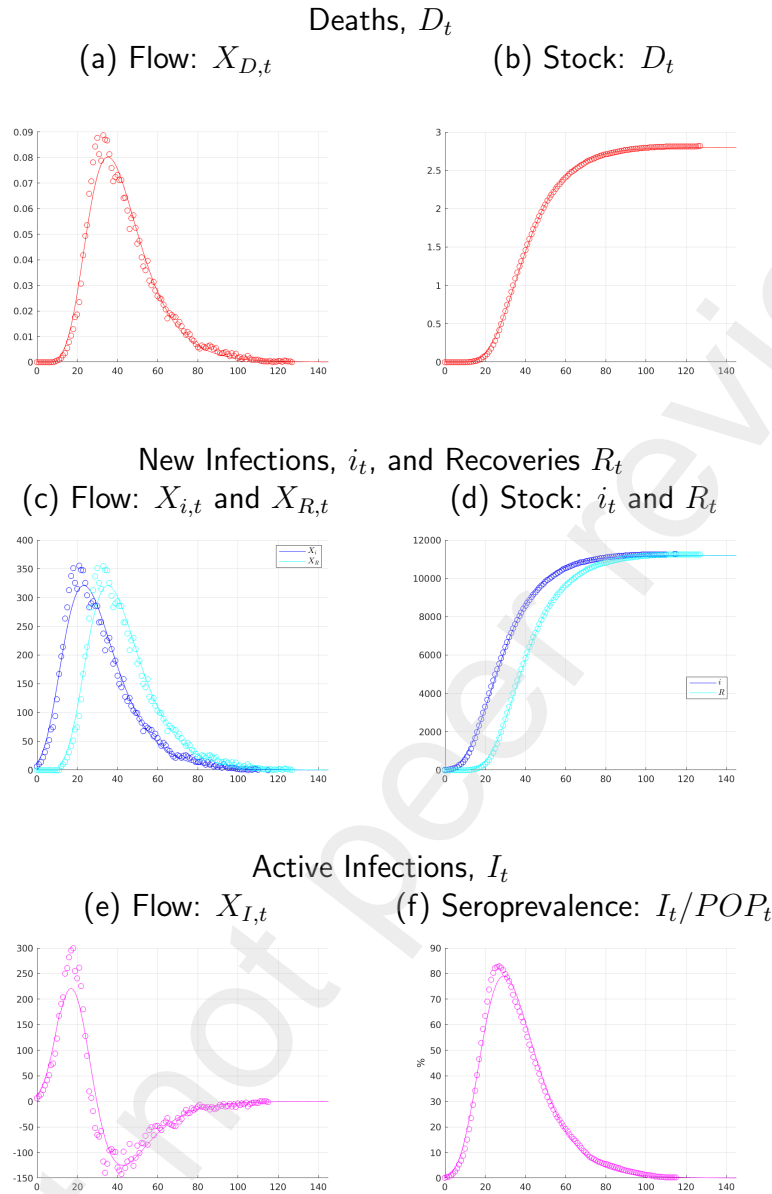 Deaths, D_t
(a) Flow: X_{D,t}
(b) Stock: D_t
0.09
0.08
0.07
0.06
0.05
0.04
0.03
0.02
0.01
0
0 20 40 60 80 100 120 140
3
2.5
2
1.5
1
0.5
0
0 20 40 60 80 100 120 140
New Infections, i_t, and Recoveries R_t
(c) Flow: X_{i,t} and X_{R,t}
(d) Stock: i_t and R_t
400
350
300
250
200
150
100
50
0
0 20 40 60 80 100 120 140
X_i
X_R
12000
10000
8000
6000
4000
2000
0
0 20 40 60 80 100 120 140
i
R
Active Infections, I_t
(e) Flow: X_{I,t}
(f) Seroprevalence: I_t/POP_t
300
250
200
150
100
50
0
-50
-100
-150
0 20 40 60 80 100 120 140
90
80
70
60
50
40
30
20
10
0
%
0 20 40 60 80 100 120 140
not peer review